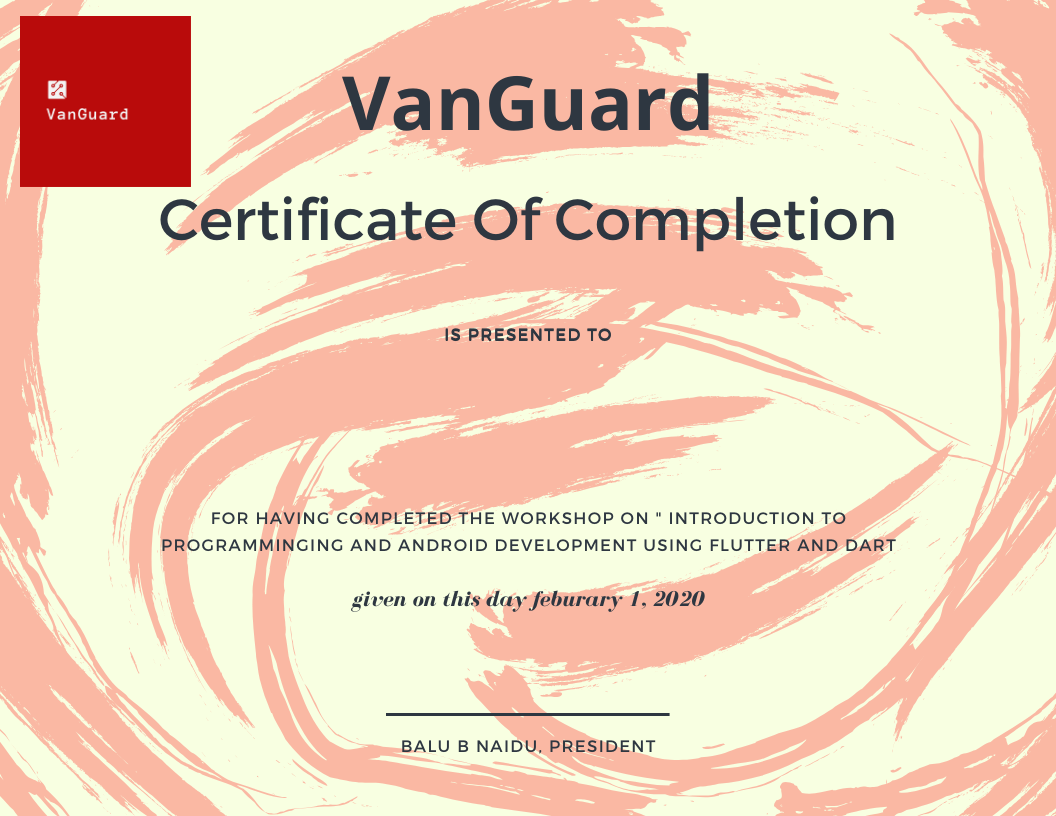 VanGuard
VanGuard
Certificate Of Completion
IS PRESENTED TO
FOR HAVING COMPLETED THE WORKSHOP ON " INTRODUCTION TO
PROGRAMMINGING AND ANDROID DEVELOPMENT USING FLUTTER AND DART
given on this day feburary 1, 2020
BALU B NAIDU, PRESIDENT